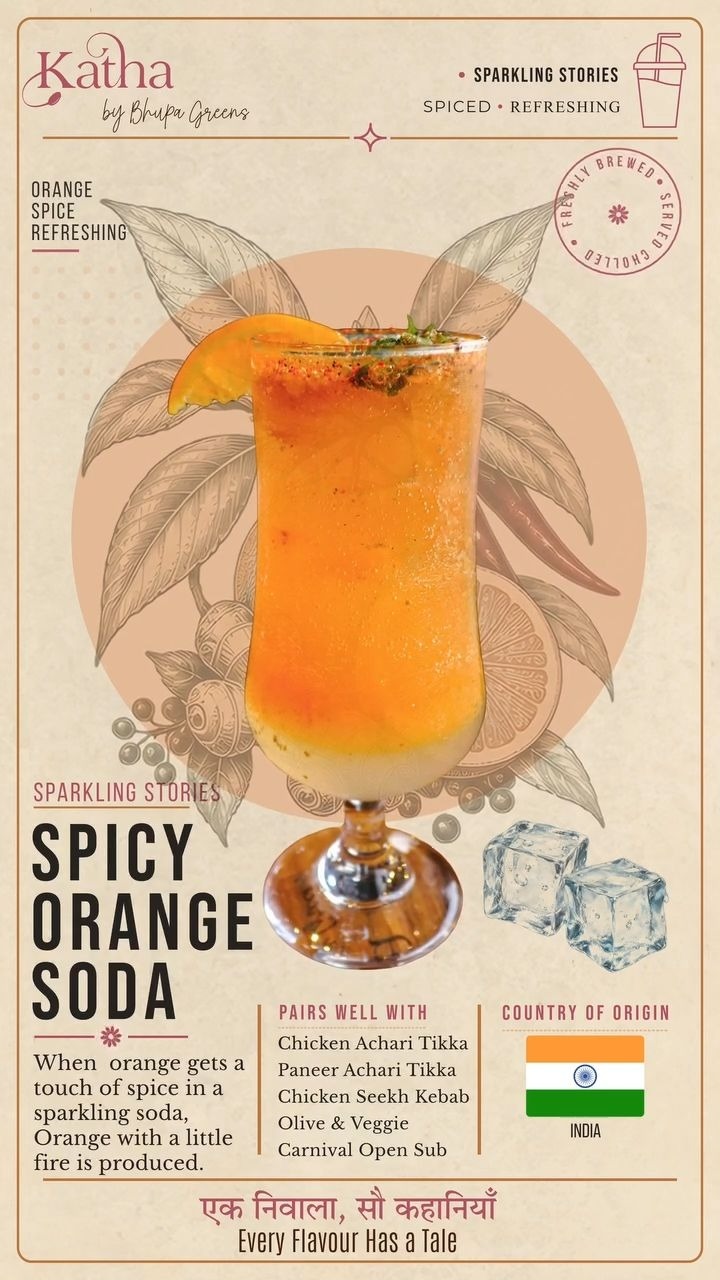 Katha
by Bhupa Greens
• SPARKLING STORIES
SPICED • REFRESHING
FRESHLY BREWED • SERVED CHOLLED •
ORANGE
SPICE
REFRESHING
SPARKLING STORIES
SPICY
ORANGE
SODA
When orange gets a
touch of spice in a
sparkling soda,
Orange with a little
fire is produced.
PAIRS WELL WITH
Chicken Achari Tikka
Paneer Achari Tikka
Chicken Seekh Kebab
Olive & Veggie
Carnival Open Sub
COUNTRY OF ORIGIN
INDIA
एक निवाला, सौ कहानियाँ
Every Flavour Has a Tale